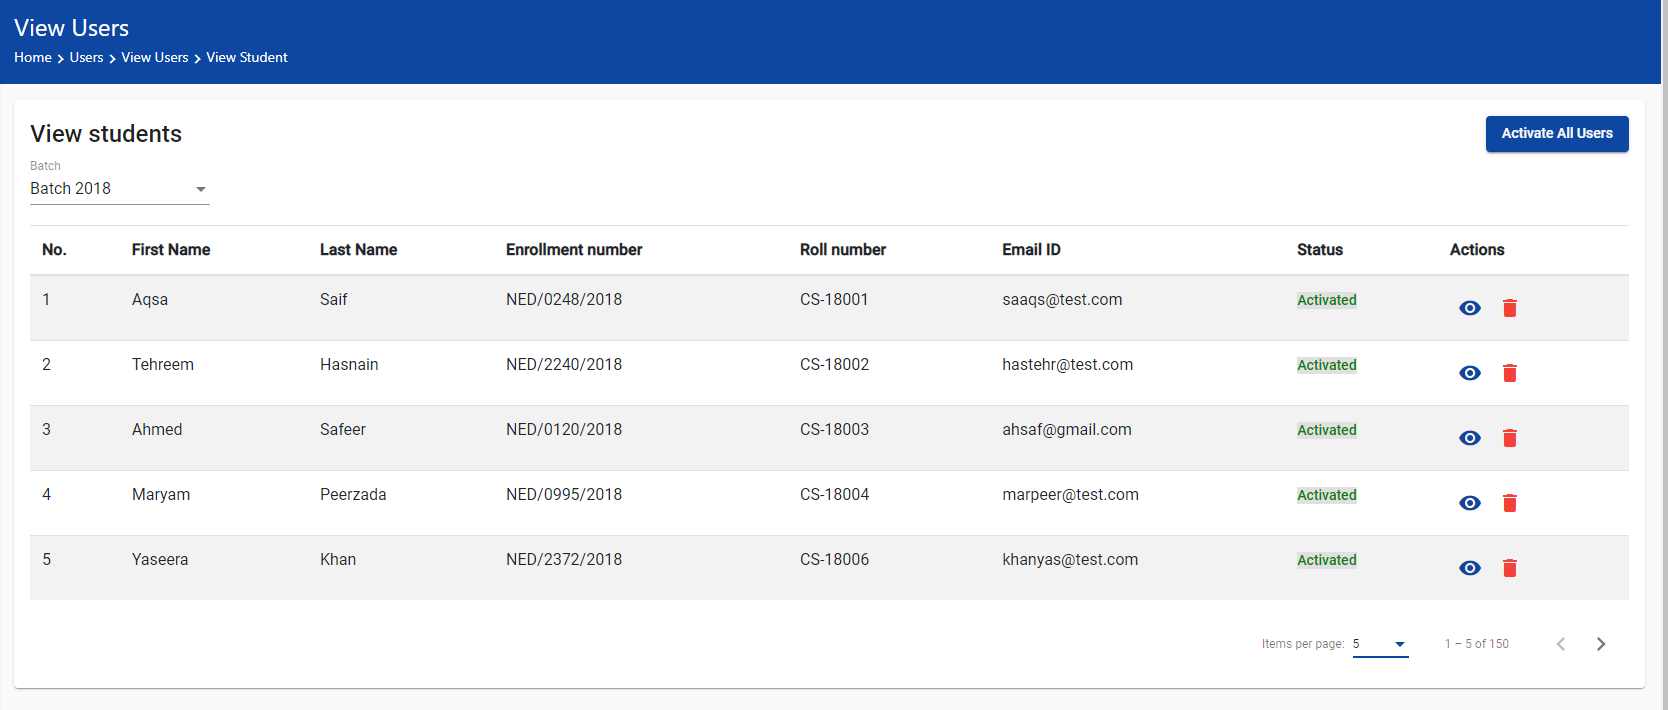 View Users
Home > Users > View Users > View Student
View students
Activate All Users
Batch
Batch 2018
No. First Name Last Name Enrollment number Roll number Email ID Status Actions
1 Aqsa Saif NED/0248/2018 CS-18001 saaqs@test.com Activated
2 Tehreem Hasnain NED/2240/2018 CS-18002 hastehr@test.com Activated
3 Ahmed Safeer NED/0120/2018 CS-18003 ahsaf@gmail.com Activated
4 Maryam Peerzada NED/0995/2018 CS-18004 marpeer@test.com Activated
5 Yaseera Khan NED/2372/2018 CS-18006 khanyas@test.com Activated
Items per page: 5 1 – 5 of 150